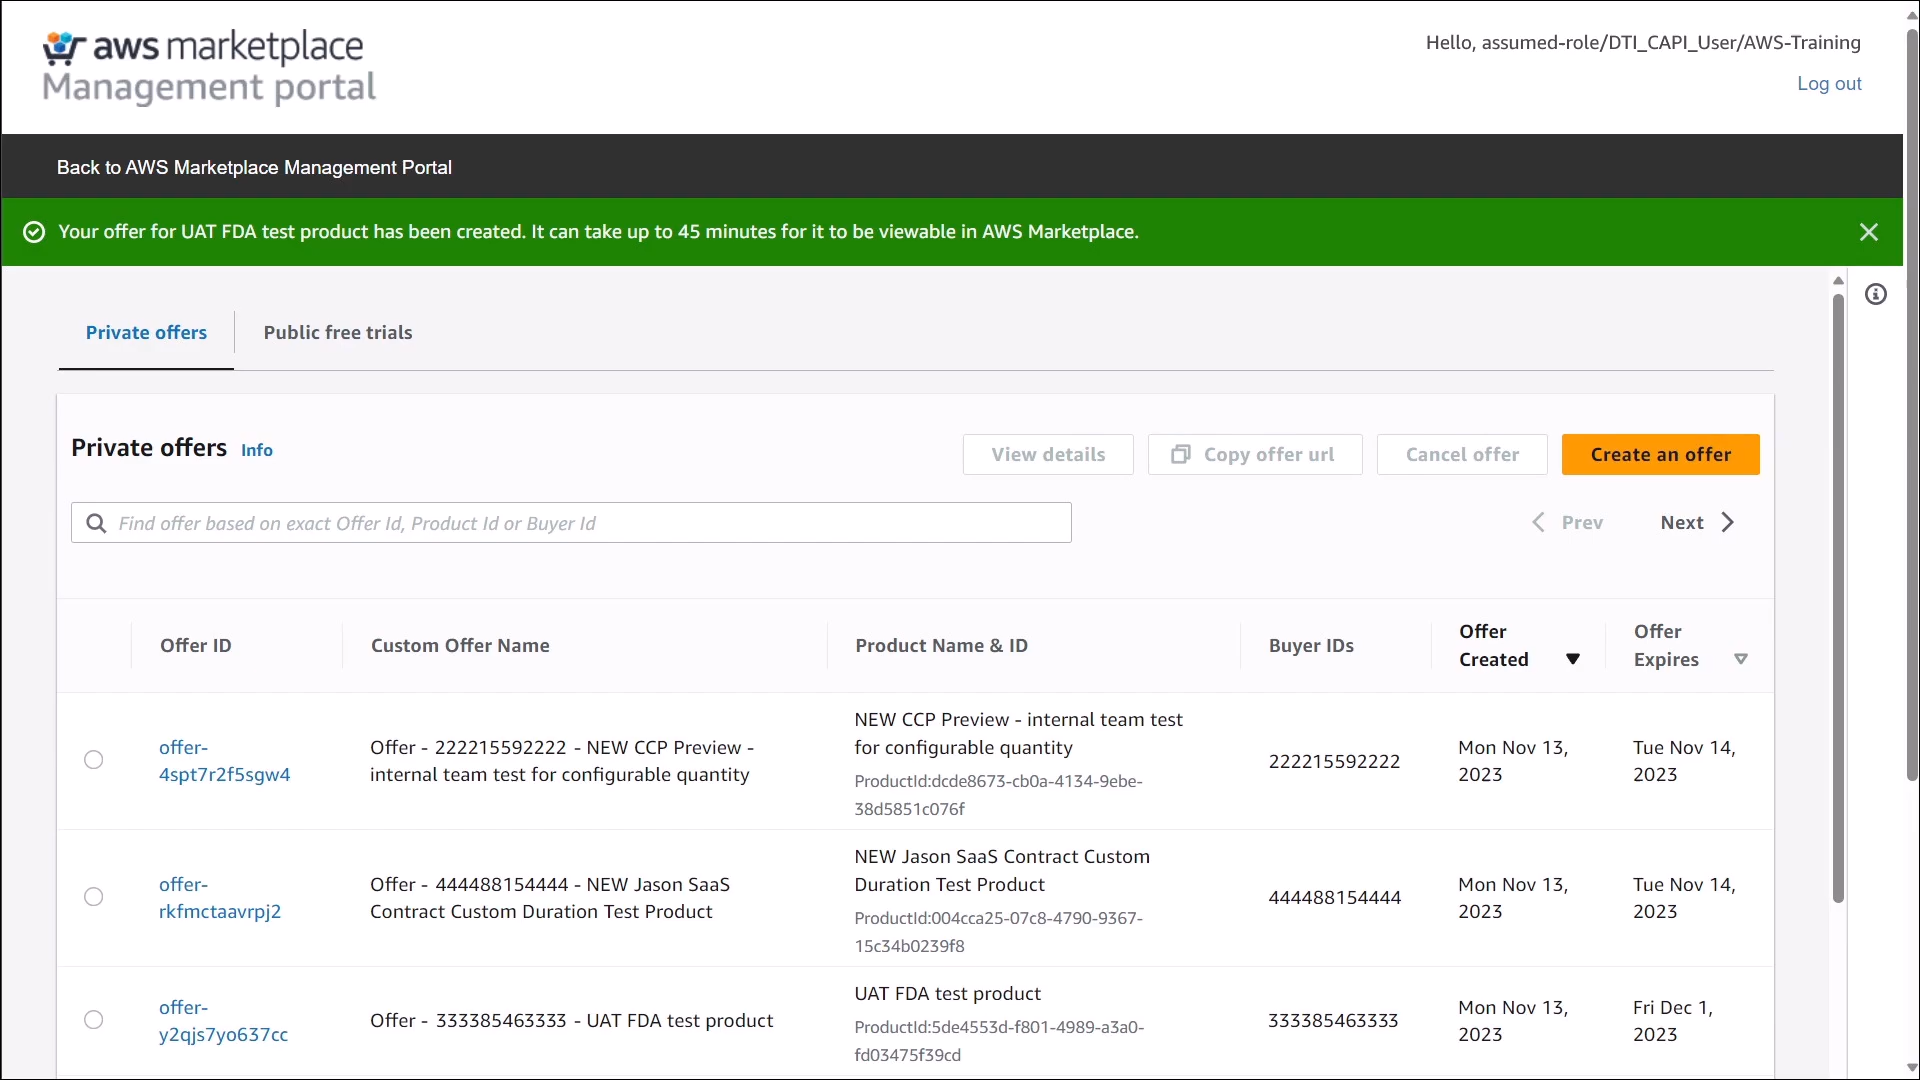 aws marketplace
Management portal
Hello, assumed-role/DTI_CAPI_User/AWS-Training
Log out
Back to AWS Marketplace Management Portal
Your offer for UAT FDA test product has been created. It can take up to 45 minutes for it to be viewable in AWS Marketplace.
Private offers
Public free trials
Private offers Info
View details
Copy offer url
Cancel offer
Create an offer
Find offer based on exact Offer Id, Product Id or Buyer Id
Prev
Next
Offer ID
Custom Offer Name
Product Name & ID
Buyer IDs
Offer
Created
Offer
Expires
offer-
4spt7r2f5sgw4
Offer - 222215592222 - NEW CCP Preview -
internal team test for configurable quantity
NEW CCP Preview - internal team test
for configurable quantity
ProductId:dcde8673-cb0a-4134-9ebe-
38d5851c076f
222215592222
Mon Nov 13,
2023
Tue Nov 14,
2023
offer-
rkfmctaavrpj2
Offer - 444488154444 - NEW Jason SaaS
Contract Custom Duration Test Product
NEW Jason SaaS Contract Custom
Duration Test Product
ProductId:004cca25-07c8-4790-9367-
15c34b0239f8
444488154444
Mon Nov 13,
2023
Tue Nov 14,
2023
offer-
y2qjs7yo637cc
Offer - 333385463333 - UAT FDA test product
UAT FDA test product
ProductId:5de4553d-f801-4989-a3a0-
fd03475f39cd
333385463333
Mon Nov 13,
2023
Fri Dec 1,
2023